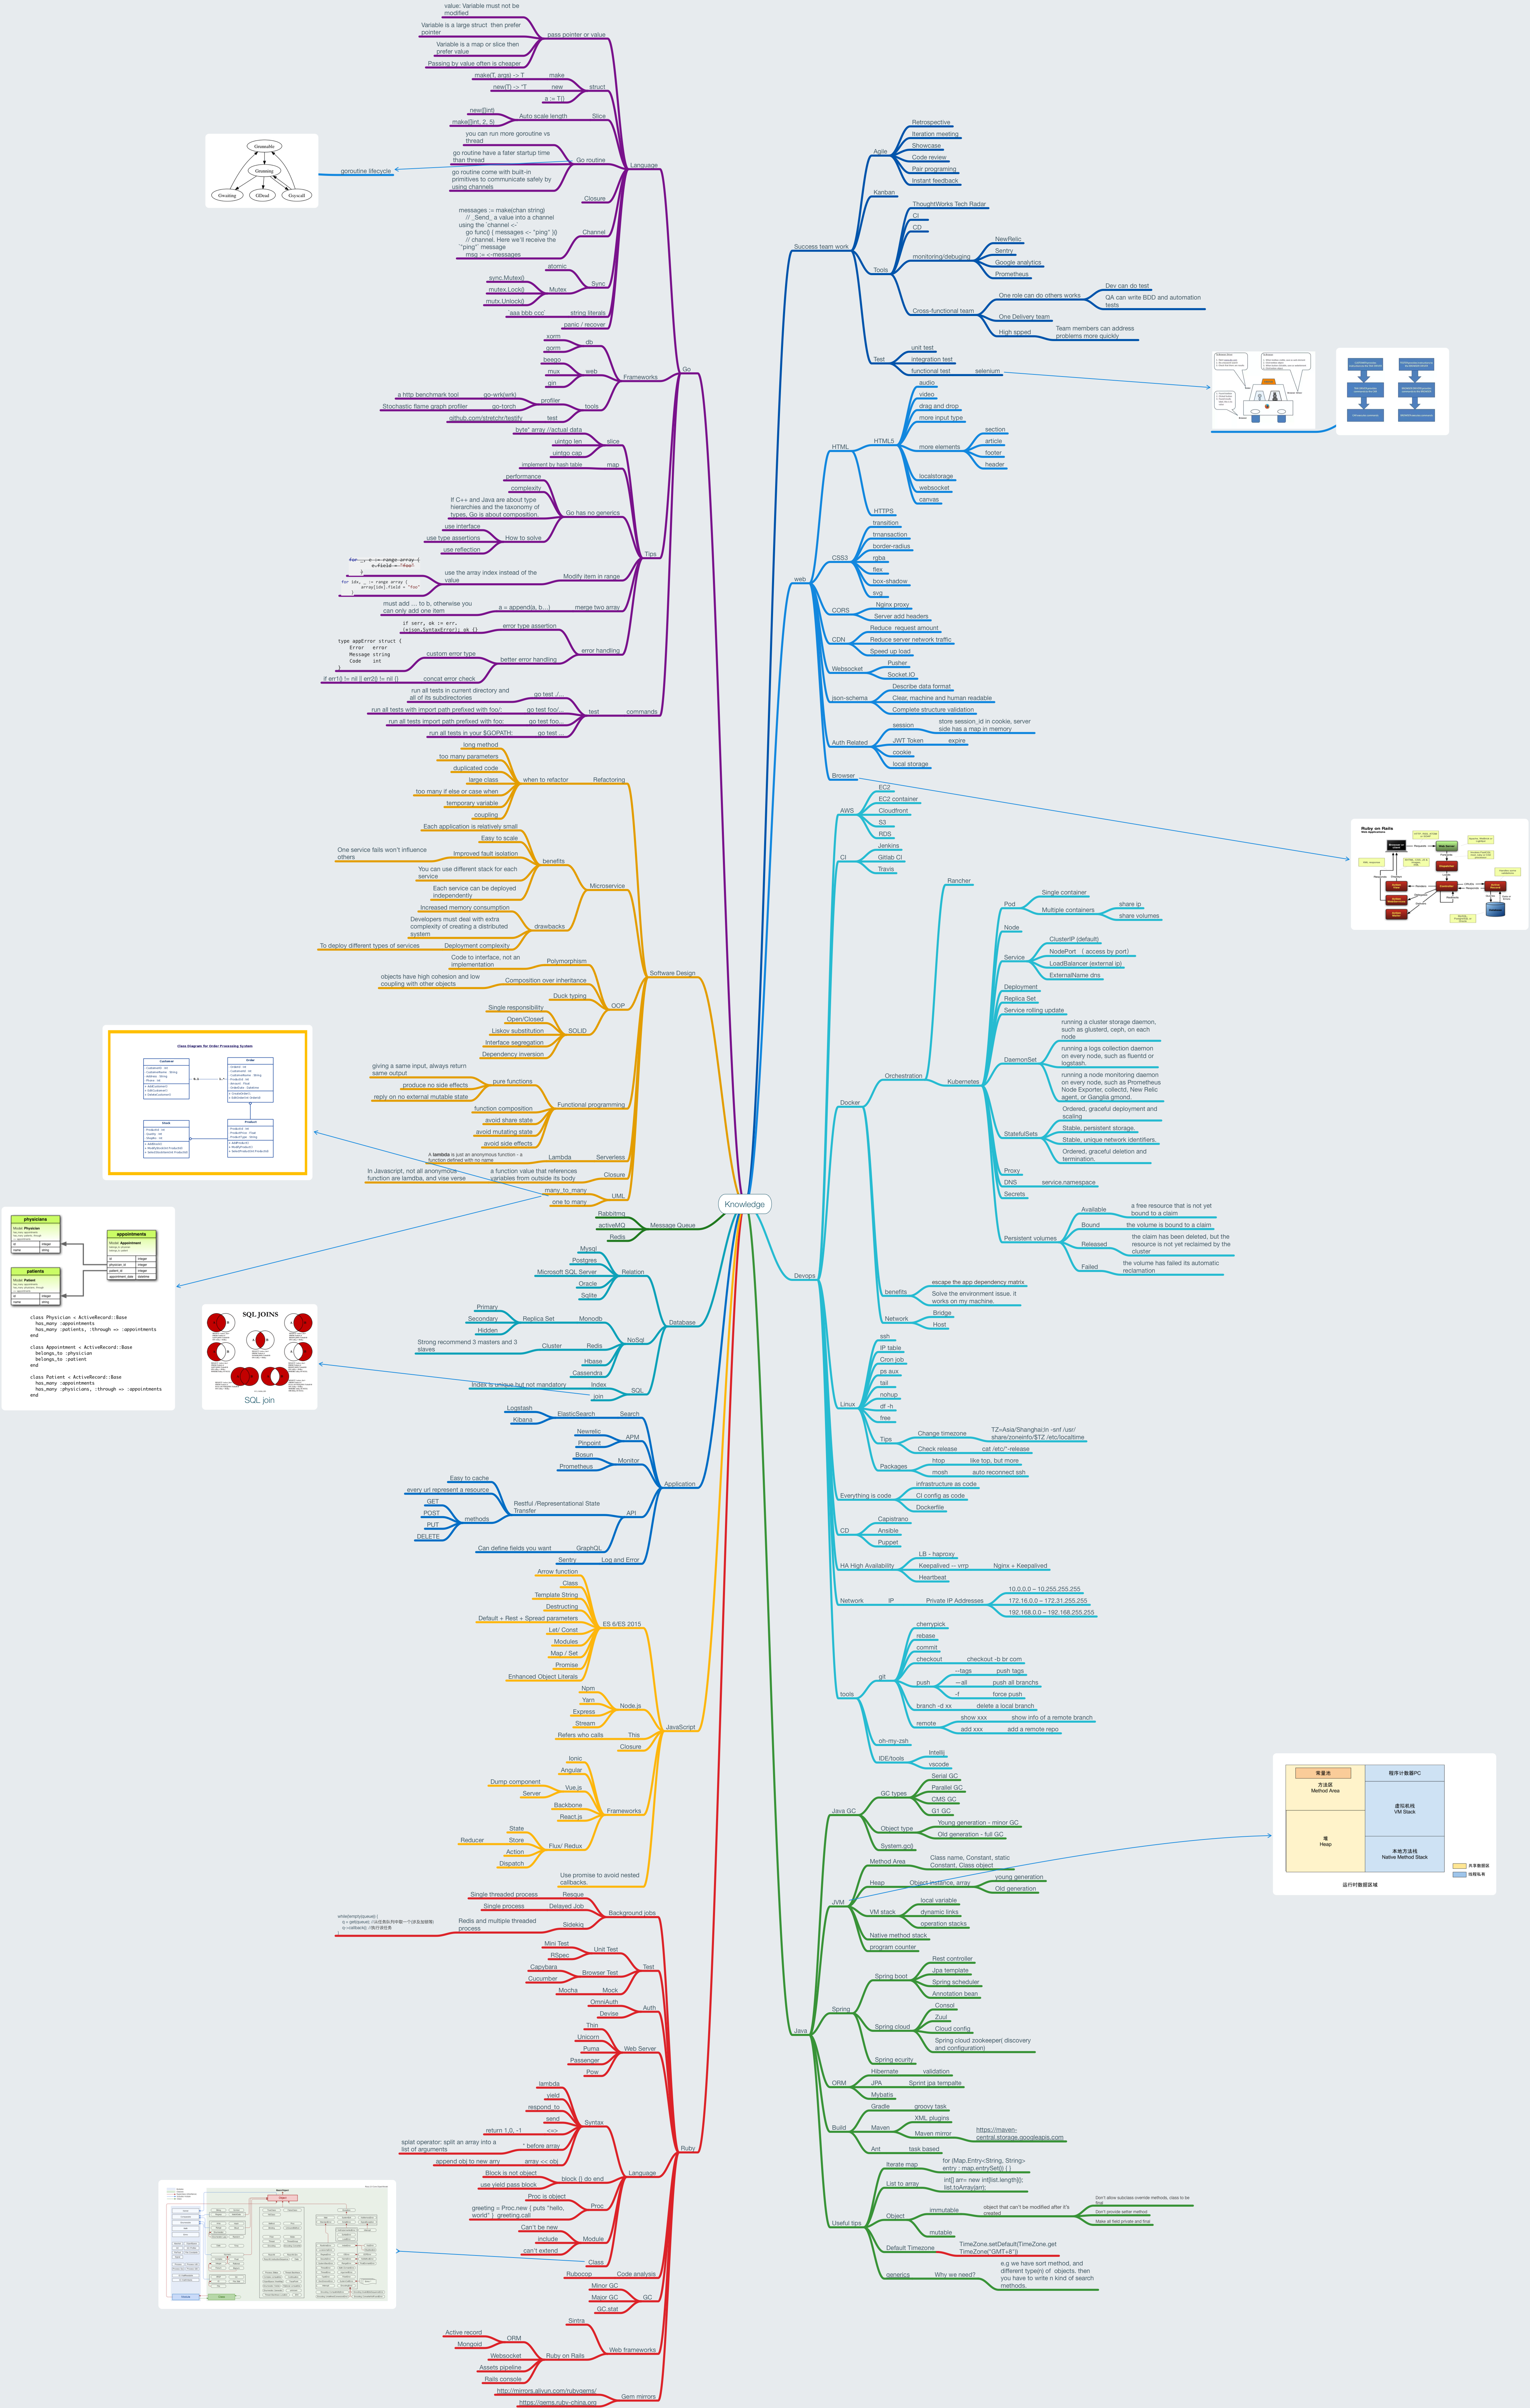 Knowledge
Go
Language
pass pointer or value
value: Variable must not be
modified
Variable is a large struct then prefer
pointer
Variable is a map or slice then
prefer value
Passing by value often is cheaper
struct
make
make(T, args) -> T
new
new(T) -> *T
a := T{}
Slice
Auto scale length
new([]int)
make([]int, 2, 5)
Go routine
you can run more goroutine vs
thread
go routine have a fater startup time
than thread
go routine come with built-in
primitives to communicate safely by
using channels
goroutine lifecycle
Grunnable
Grunning
Gwaiting
GDead
Gsyscall
Closure
Channel
messages := make(chan string)
// _Send_ a value into a channel
using the `channel <-`
go func() { messages <- "ping" }()
// channel. Here we'll receive the
`"ping"` message
msg := <-messages
Sync
atomic
Mutex
sync.Mutex{}
mutex.Lock()
mutx.Unlock()
string literals
`aaa bbb ccc`
panic / recover
Frameworks
db
xorm
gorm
web
beego
mux
gin
tools
profiler
go-wrk(wrk)
a http benchmark tool
go-torch
Stochastic flame graph profiler
test
github.com/stretchr/testify
Tips
slice
byte* array //actual data
uintgo len
uintgo cap
map
implement by hash table
Go has no generics
performance
complexity
If C++ and Java are about type
hierarchies and the taxonomy of
types, Go is about composition.
How to solve
use interface
use type assertions
use reflection
Modify item in range
use the array index instead of the
value
for _, e := range array {
e.field = "foo"
}
for idx, _ := range array {
array[idx].field = "foo"
}
merge two array
a = append(a, b...)
must add … to b, otherwise you
can only add one item
error handling
error type assertion
if serr, ok := err.
(*json.SyntaxError); ok {}
better error handling
custom error type
type appError struct {
Error error
Message string
Code int
}
concat error check
if err1() != nil || err2() != nil {}
commands
test
go test ./...
run all tests in current directory and
all of its subdirectories
go test foo/...
run all tests with import path prefixed with foo/:
go test foo...
run all tests import path prefixed with foo:
go test ...
run all tests in your $GOPATH:
Software Design
Refactoring
when to refactor
long method
too many parameters
duplicated code
large class
too many if else or case when
temporary variable
coupling
Microservice
benefits
Each application is relatively small
Easy to scale
Improved fault isolation
One service fails won't influence
others
You can use different stack for each
service
Each service can be deployed
independently
drawbacks
Increased memory consumption
Developers must deal with extra
complexity of creating a distributed
system
Deployment complexity
To deploy different types of services
OOP
Polymorphism
Code to interface, not an
implementation
Composition over inheritance
objects have high cohesion and low
coupling with other objects
Duck typing
SOLID
Single responsibility
Open/Closed
Liskov substitution
Interface segregation
Dependency inversion
Functional programming
pure functions
giving a same input, always return
same output
produce no side effects
reply on no external mutable state
function composition
avoid share state
avoid mutating state
avoid side effects
Serverless
Lambda
A lambda is just an anonymous function - a
function defined with no name
Closure
a function value that references
variables from outside its body
In Javascript, not all anonymous
function are lamdba, and vise verse
UML
many_to_many
one to many
Class Diagram for Order Processing System
Customer
Order
Stock
Product
physicians
Model: Physician
appointments
Model: Appointment
patients
Model: Patient
class Physician < ActiveRecord::Base
has_many :appointments
has_many :patients, :through => :appointments
end
class Appointment < ActiveRecord::Base
belongs_to :physician
belongs_to :patient
end
class Patient < ActiveRecord::Base
has_many :appointments
has_many :physicians, :through => :appointments
end
Message Queue
Rabbitmq
activeMQ
Redis
Database
Relation
Mysql
Postgres
Microsoft SQL Server
Oracle
Sqlite
NoSql
Monodb
Replica Set
Primary
Secondary
Hidden
Redis
Cluster
Strong recommend 3 masters and 3
slaves
Hbase
Cassendra
SQL
Index
Index is unique but not mandatory
join
SQL JOINS
SQL join
Application
Search
ElasticSearch
Logstash
Kibana
APM
Newrelic
Pinpoint
Monitor
Bosun
Prometheus
API
Restful /Representational State
Transfer
Easy to cache
every url represent a resource
methods
GET
POST
PUT
DELETE
GraphQL
Can define fields you want
Log and Error
Sentry
JavaScript
ES 6/ES 2015
Arrow function
Class
Template String
Destructing
Default + Rest + Spread parameters
Let/ Const
Modules
Map / Set
Promise
Enhanced Object Literals
Node.js
Npm
Yarn
Express
Stream
This
Refers who calls
Closure
Frameworks
Ionic
Angular
Vue.js
Dump component
Server
Backbone
React.js
Flux/ Redux
State
Store
Reducer
Action
Dispatch
Use promise to avoid nested
callbacks.
Ruby
Background jobs
Resque
Single threaded process
Delayed Job
Single process
Sidekiq
Redis and multiple threaded
process
Test
Unit Test
Mini Test
RSpec
Browser Test
Capybara
Cucumber
Mock
Mocha
Auth
OmniAuth
Devise
Web Server
Thin
Unicorn
Puma
Passenger
Pow
Language
Syntax
lambda
yield
respond_to
send
<=>
return 1,0, -1
* before array
splat operator: split an array into a
list of arguments
array << obj
append obj to new arry
block {} do end
Block is not object
use yield pass block
Proc
Proc is object
greeting = Proc.new { puts "hello,
world" } greeting.call
Module
Can't be new
include
can't extend
Class
Code analysis
Rubocop
GC
Minor GC
Major GC
GC.stat
Web frameworks
Sintra
Ruby on Rails
ORM
Active record
Mongoid
Websocket
Assets pipeline
Rails console
Gem mirrors
http://mirrors.aliyun.com/rubygems/
https://gems.ruby-china.org
Success team work
Agile
Retrospective
Iteration meeting
Showcase
Code review
Pair programing
Instant feedback
Kanban
Tools
ThoughtWorks Tech Radar
CI
CD
monitoring/debuging
NewRelic
Sentry
Google analytics
Prometheus
Cross-functional team
One role can do others works
Dev can do test
QA can write BDD and automation
tests
One Delivery team
High spped
Team members can address
problems more quickly
Test
unit test
integration test
functional test
selenium
web
HTML
HTML5
audio
video
drag and drop
more input type
more elements
section
article
footer
header
localstorage
websocket
canvas
HTTPS
CSS3
transition
trnansaction
border-radius
rgba
flex
box-shadow
svg
CORS
Nginx proxy
Server add headers
CDN
Reduce request amount
Reduce server network traffic
Speed up load
Websocket
Pusher
Socket.IO
json-schema
Describe data format
Clear, machine and human readable
Complete structure validation
Auth Related
session
store session_id in cookie, server
side has a map in memory
JWT Token
expire
cookie
local storage
Browser
Ruby on Rails
Devops
AWS
EC2
EC2 container
Cloudfront
S3
RDS
CI
Jenkins
Gitlab CI
Travis
Docker
Orchestration
Rancher
Kubernetes
Pod
Single container
Multiple containers
share ip
share volumes
Node
Service
ClusterIP (default)
NodePort （ access by port）
LoadBalancer (external ip)
ExternalName dns
Deployment
Replica Set
Service rolling update
DaemonSet
running a cluster storage daemon,
such as glusterd, ceph, on each
node
running a logs collection daemon
on every node, such as fluentd or
logstash.
running a node monitoring daemon
on every node, such as Prometheus
Node Exporter, collectd, New Relic
agent, or Ganglia gmond.
StatefulSets
Ordered, graceful deployment and
scaling
Stable, persistent storage.
Stable, unique network identifiers.
Ordered, graceful deletion and
termination.
Proxy
DNS
service.namespace
Secrets
Persistent volumes
Available
a free resource that is not yet
bound to a claim
Bound
the volume is bound to a claim
Released
the claim has been deleted, but the
resource is not yet reclaimed by the
cluster
Failed
the volume has failed its automatic
reclamation
benefits
escape the app dependency matrix
Solve the environment issue. it
works on my machine.
Network
Bridge
Host
Linux
ssh
IP table
Cron job
ps aux
tail
nohup
df -h
free
Tips
Change timezone
TZ=Asia/Shanghai;ln -snf /usr/
share/zoneinfo/$TZ /etc/localtime
Check release
cat /etc/*-release
Packages
htop
like top, but more
mosh
auto reconnect ssh
Everything is code
infrastructure as code
CI config as code
Dockerfile
CD
Capistrano
Ansible
Puppet
HA High Availability
LB - haproxy
Keepalived -- vrrp
Nginx + Keepalived
Heartbeat
Network
IP
Private IP Addresses
10.0.0.0 ~ 10.255.255.255
172.16.0.0 ~ 172.31.255.255
192.168.0.0 ~ 192.168.255.255
tools
git
cherrypick
rebase
commit
checkout
checkout -b br com
push
--tags
push tags
—all
push all branchs
-f
force push
branch -d xx
delete a local branch
remote
show xxx
show info of a remote branch
add xxx
add a remote repo
oh-my-zsh
IDE/tools
Intellij
vscode
Java
Java GC
GC types
Serial GC
Parallel GC
CMS GC
G1 GC
Object type
Young generation - minor GC
Old generation - full GC
System.gc()
JVM
Method Area
Class name, Constant, static
Constant, Class object
Heap
Object instance, array
young generation
Old generation
VM stack
local variable
dynamic links
operation stacks
Native method stack
program counter
常量池
方法区
Method Area
堆
Heap
程序计数器PC
虚拟机栈
VM Stack
本地方法栈
Native Method Stack
共享数据区
线程私有
运行时数据区域
Spring
Spring boot
Rest controller
Jpa template
Spring scheduler
Annotation bean
Spring cloud
Consol
Zuul
Cloud config
Spring cloud zookeeper( discovery
and configuration)
Spring ecurity
ORM
Hibernate
validation
JPA
Sprint jpa tempalte
Mybatis
Build
Gradle
groovy task
Maven
XML plugins
Maven mirror
https://maven-
central.storage.googleapis.com
Ant
task based
Useful tips
Iterate map
for (Map.Entry<String, String>
entry : map.entrySet()) { }
List to array
int[] arr= new int[list.length]();
list.toArray(arr);
Object
immutable
object that can't be modified after it's
created
Don't allow subclass override methods, class to be
final
Don't provide setter method
Make all field private and final
mutable
Default Timezone
TimeZone.setDefault(TimeZone.get
TimeZone("GMT+8"))
generics
Why we need?
e.g we have sort method, and
different type(n) of objects. then
you have to write n kind of search
methods.